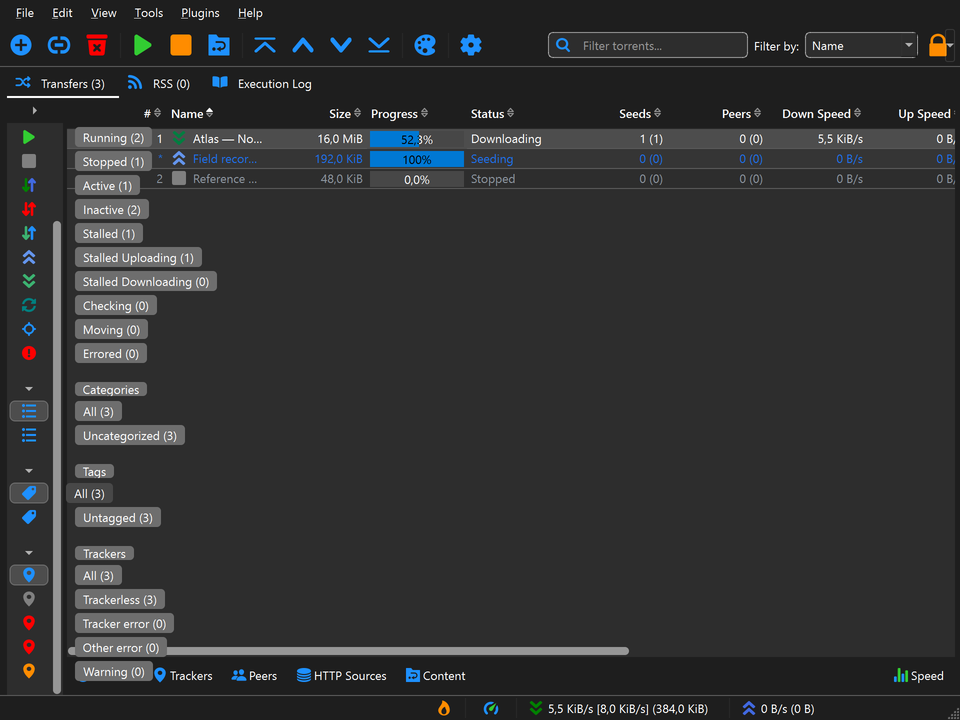 File Edit View Tools Plugins Help
Filter torrents... Filter by: Name
Transfers (3) RSS (0) Execution Log
# Name Size Progress Status Seeds Peers Down Speed Up Speed
Running (2) 1 Atlas — No... 16,0 MiB 52,3% Downloading 1 (1) 0 (0) 5,5 KiB/s 0 B/
Stopped (1) * Field recor... 192,0 KiB 100% Seeding 0 (0) 0 (0) 0 B/s 0 B/
Active (1) 2 Reference ... 48,0 KiB 0,0% Stopped 0 (0) 0 (0) 0 B/s 0 B/
Inactive (2)
Stalled (1)
Stalled Uploading (1)
Stalled Downloading (0)
Checking (0)
Moving (0)
Errored (0)
Categories
All (3)
Uncategorized (3)
Tags
All (3)
Untagged (3)
Trackers
All (3)
Trackerless (3)
Tracker error (0)
Other error (0)
Warning (0) Trackers Peers HTTP Sources Content Speed
5,5 KiB/s [8,0 KiB/s] (384,0 KiB) 0 B/s (0 B)